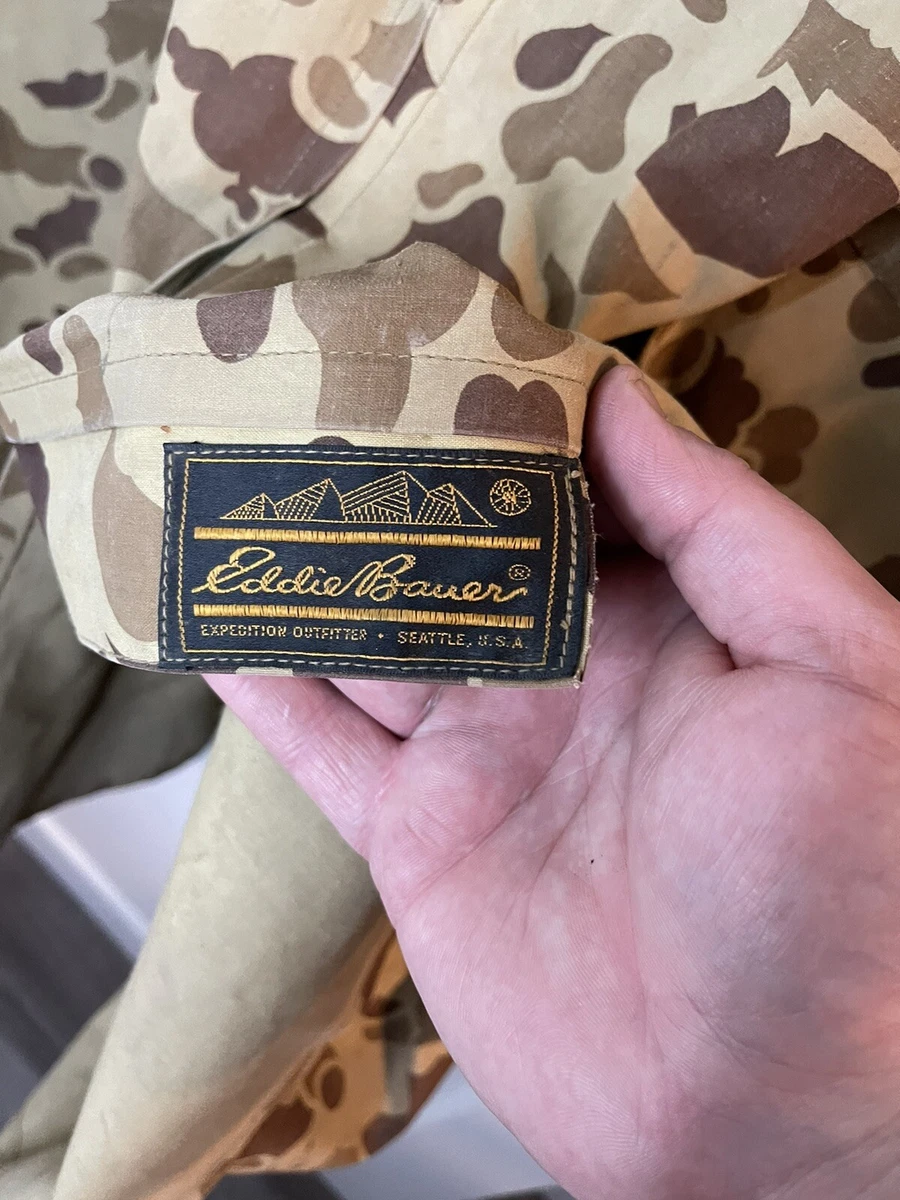 Eddie Bauer®
EXPEDITION OUTFITTER • SEATTLE, U.S.A.